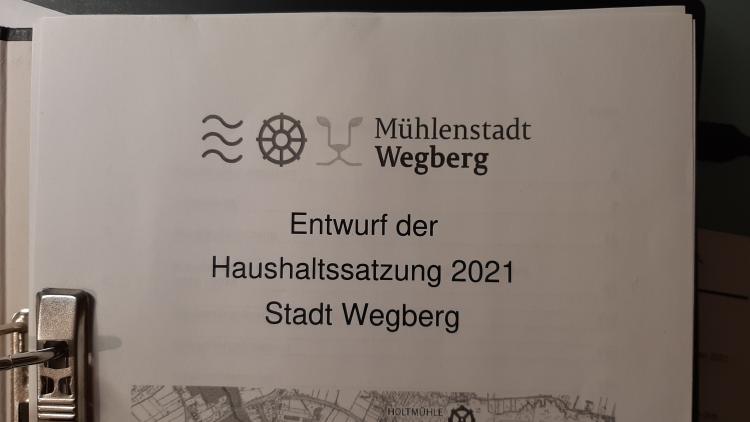 Mühlenstadt
Wegberg
Entwurf der
Haushaltssatzung 2021
Stadt Wegberg
HOLTMÜHLE